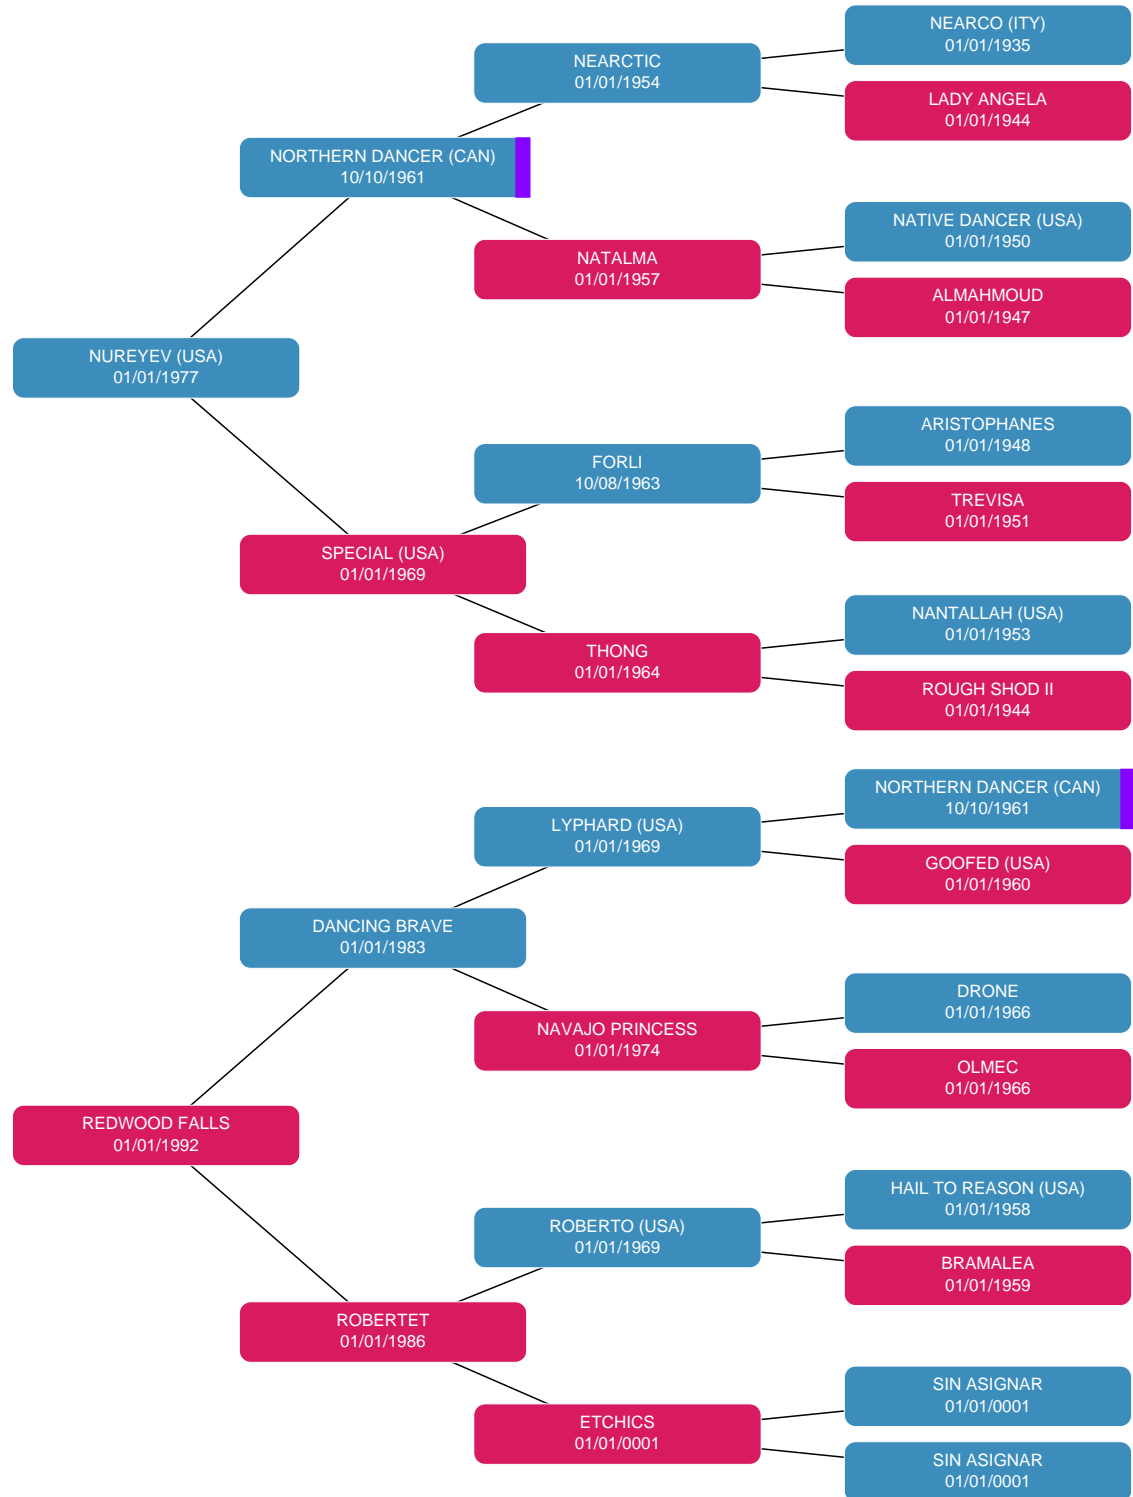 NEARCO (ITY)
01/01/1935
NEARCTIC
01/01/1954
LADY ANGELA
01/01/1944
NORTHERN DANCER (CAN)
10/10/1961
NATIVE DANCER (USA)
01/01/1950
NATALMA
01/01/1957
ALMAHMOUD
01/01/1947
NUREYEV (USA)
01/01/1977
ARISTOPHANES
01/01/1948
FORLI
10/08/1963
TREVISA
01/01/1951
SPECIAL (USA)
01/01/1969
NANTALLAH (USA)
01/01/1953
THONG
01/01/1964
ROUGH SHOD II
01/01/1944
NORTHERN DANCER (CAN)
10/10/1961
LYPHARD (USA)
01/01/1969
GOOFED (USA)
01/01/1960
DANCING BRAVE
01/01/1983
DRONE
01/01/1966
NAVAJO PRINCESS
01/01/1974
OLMEC
01/01/1966
REDWOOD FALLS
01/01/1992
HAIL TO REASON (USA)
01/01/1958
ROBERTO (USA)
01/01/1969
BRAMALEA
01/01/1959
ROBERTET
01/01/1986
SIN ASIGNAR
01/01/0001
ETCHICS
01/01/0001
SIN ASIGNAR
01/01/0001